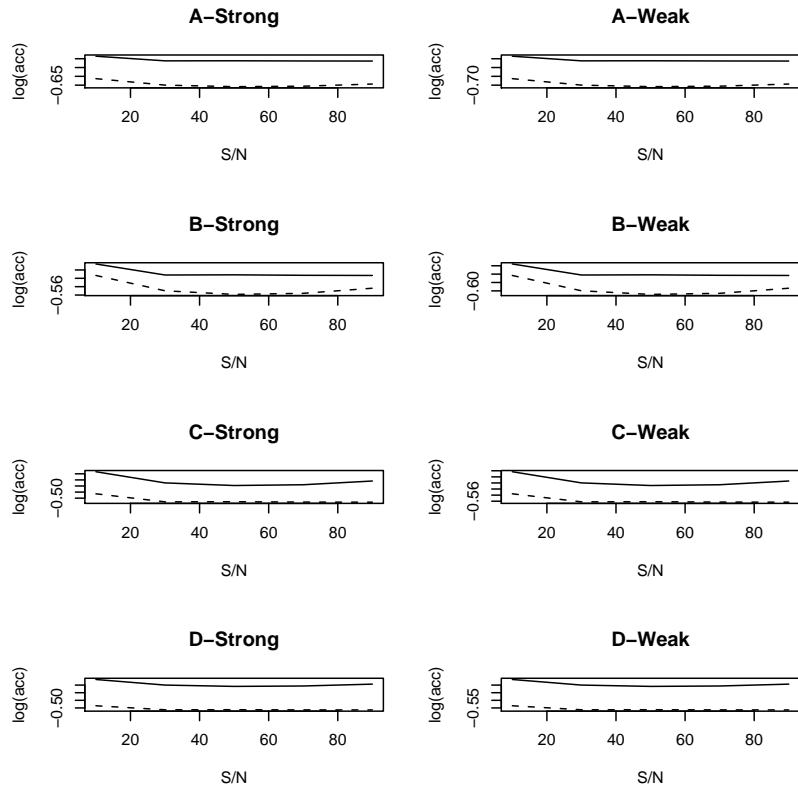 A−Strong
log(acc)
−0.65
20 40 60 80
S/N
A−Weak
log(acc)
−0.70
20 40 60 80
S/N
B−Strong
log(acc)
−0.56
20 40 60 80
S/N
B−Weak
log(acc)
−0.60
20 40 60 80
S/N
C−Strong
log(acc)
−0.50
20 40 60 80
S/N
C−Weak
log(acc)
−0.56
20 40 60 80
S/N
D−Strong
log(acc)
−0.50
20 40 60 80
S/N
D−Weak
log(acc)
−0.55
20 40 60 80
S/N